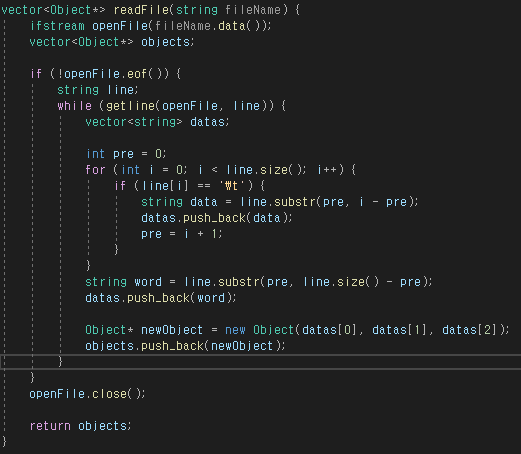 vector<Object*> readFile(string fileName) {
    ifstream openFile(fileName.data());
    vector<Object*> objects;

    if (!openFile.eof()) {
        string line;
        while (getline(openFile, line)) {
            vector<string> datas;

            int pre = 0;
            for (int i = 0; i < line.size(); i++) {
                if (line[i] == '₩t') {
                    string data = line.substr(pre, i - pre);
                    datas.push_back(data);
                    pre = i + 1;
                }
            }
            string word = line.substr(pre, line.size() - pre);
            datas.push_back(word);

            Object* newObject = new Object(datas[0], datas[1], datas[2]);
            objects.push_back(newObject);
        }
    }
    openFile.close();

    return objects;
}